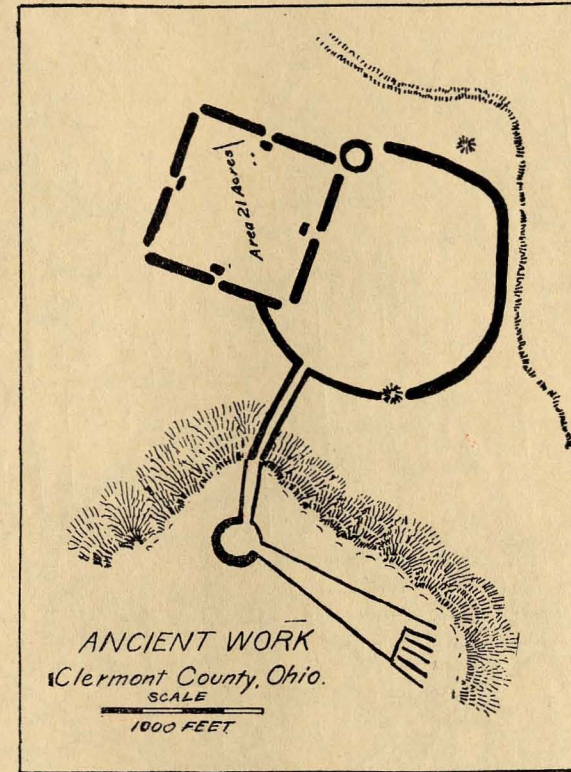 Area 21 Acres
ANCIENT WORK
Clermont County, Ohio.
SCALE
1000 FEET